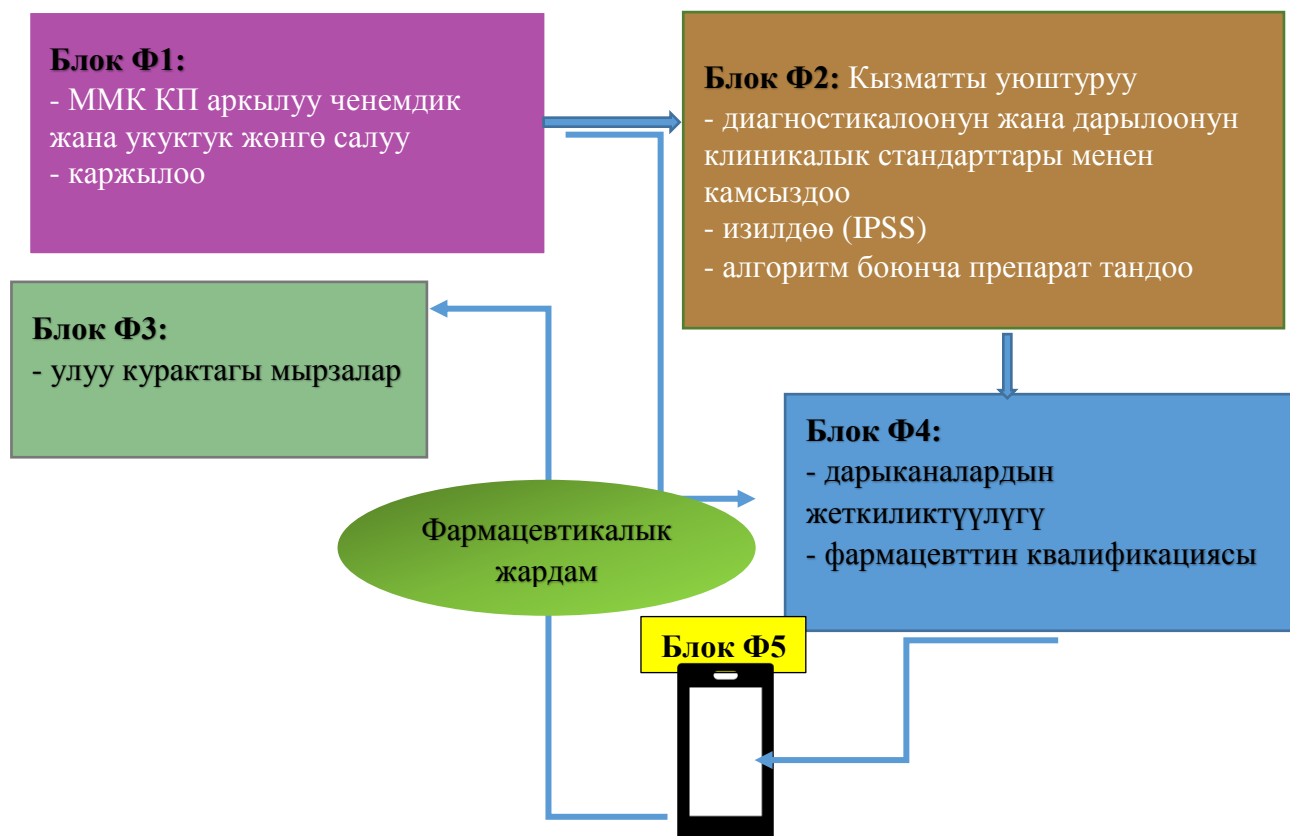 Блок Ф1:
- ММК КП аркылуу ченемдик
жана укуктук жөнгө салуу
- каржылоо
Блок Ф2: Кызматты уюштуруу
- диагностикалоонун жана дарылоонун
клиникалык стандарттары менен
камсыздоо
- изилдөө (IPSS)
- алгоритм боюнча препарат тандоо
Блок Ф3:
- улуу курактагы мырзалар
Блок Ф4:
- дарыканалардын
жеткиликтүүлүгү
- фармацевттин квалификациясы
Фармацевтикалык
жардам
Блок Ф5